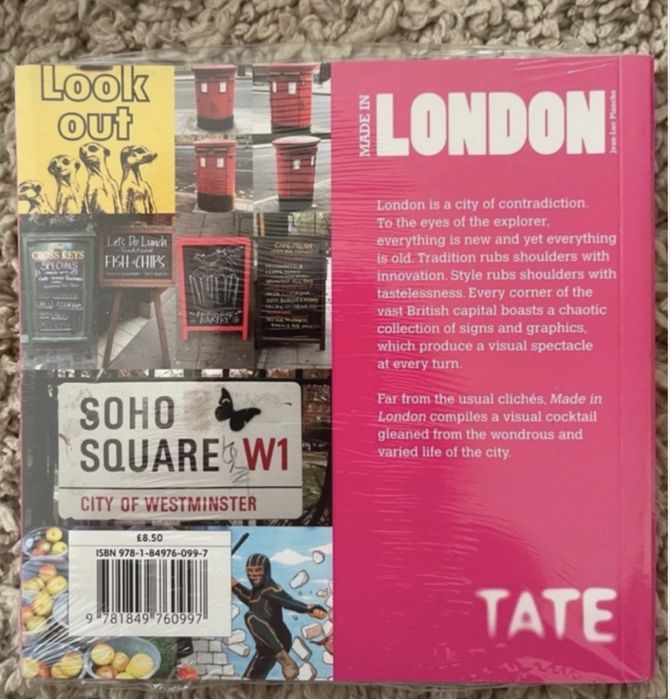 Look
out
MADE IN
LONDON
Jean-Luc Planche
London is a city of contradiction.
To the eyes of the explorer,
everything is new and yet everything
is old. Tradition rubs shoulders with
innovation. Style rubs shoulders with
tastelessness. Every corner of the
vast British capital boasts a chaotic
collection of signs and graphics,
which produce a visual spectacle
at every turn.
Far from the usual clichés, Made in
London compiles a visual cocktail
gleaned from the wondrous and
varied life of the city.
CROSS KEYS
SPECIALS
Let's Do Lunch
FISH & CHIPS
BAKERY
SOHO
SQUARE W1
CITY OF WESTMINSTER
£8.50
ISBN 978-1-84976-099-7
9 781849 760997
TATE